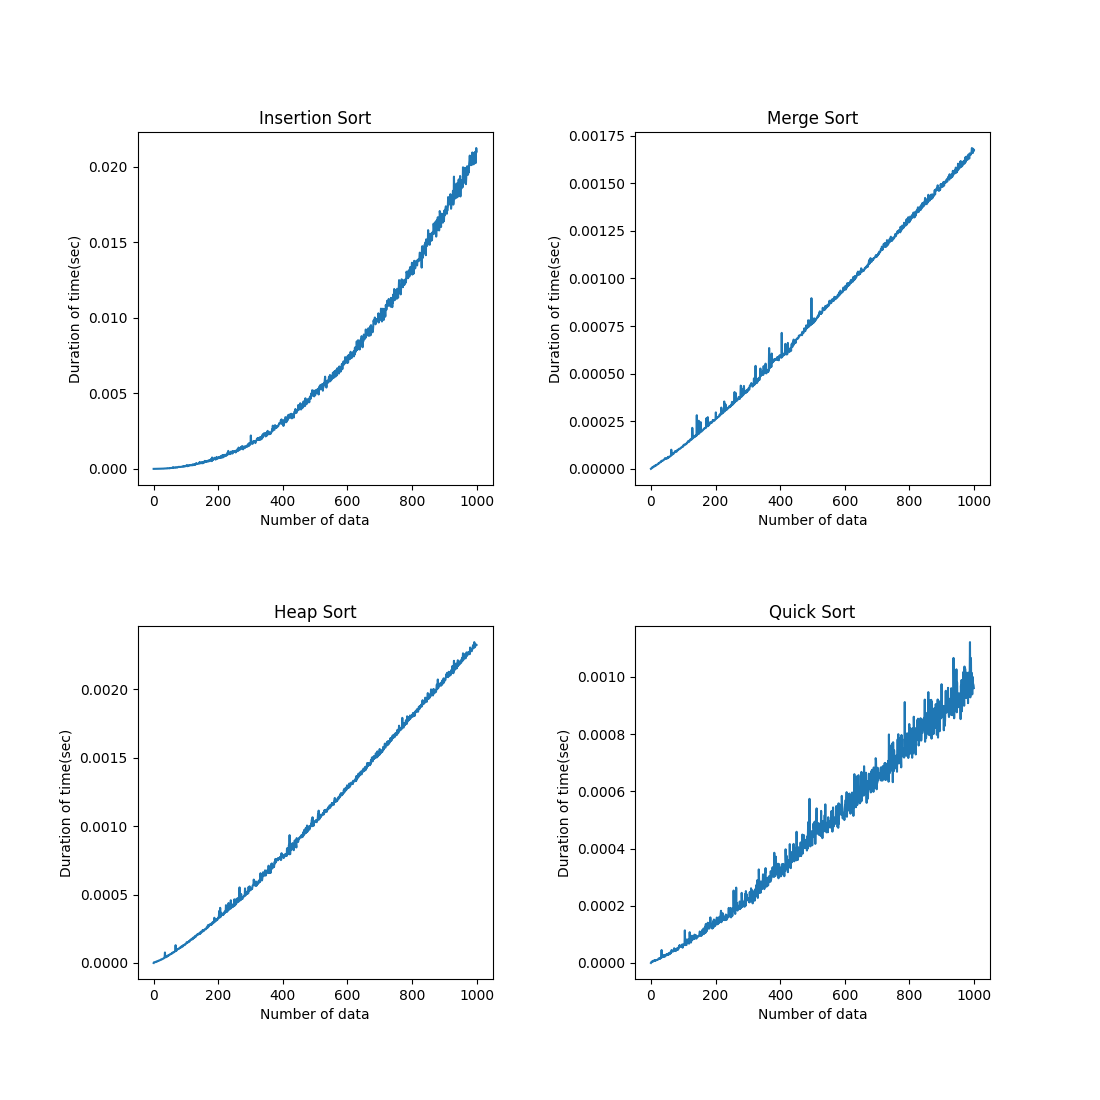 Insertion Sort
Duration of time(sec)
0.020
0.015
0.010
0.005
0.000
0 200 400 600 800 1000
Number of data
Merge Sort
Duration of time(sec)
0.00175
0.00150
0.00125
0.00100
0.00075
0.00050
0.00025
0.00000
0 200 400 600 800 1000
Number of data
Heap Sort
Duration of time(sec)
0.0020
0.0015
0.0010
0.0005
0.0000
0 200 400 600 800 1000
Number of data
Quick Sort
Duration of time(sec)
0.0010
0.0008
0.0006
0.0004
0.0002
0.0000
0 200 400 600 800 1000
Number of data